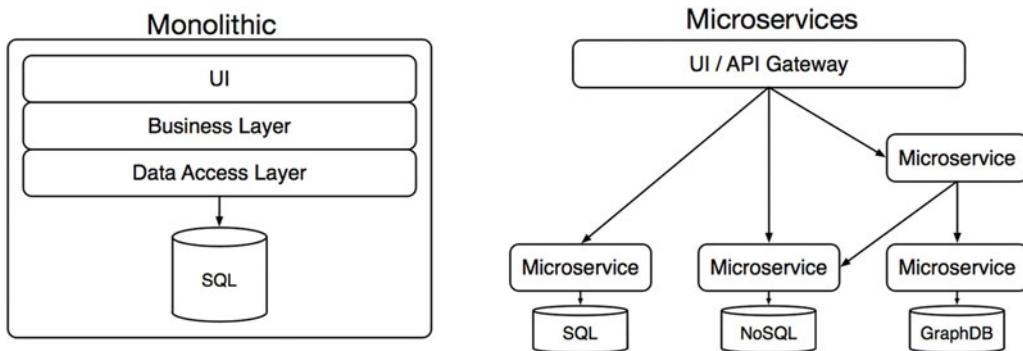 Monolithic
UI
Business Layer
Data Access Layer
SQL
Microservices
UI / API Gateway
Microservice
Microservice
Microservice
Microservice
SQL
NoSQL
GraphDB